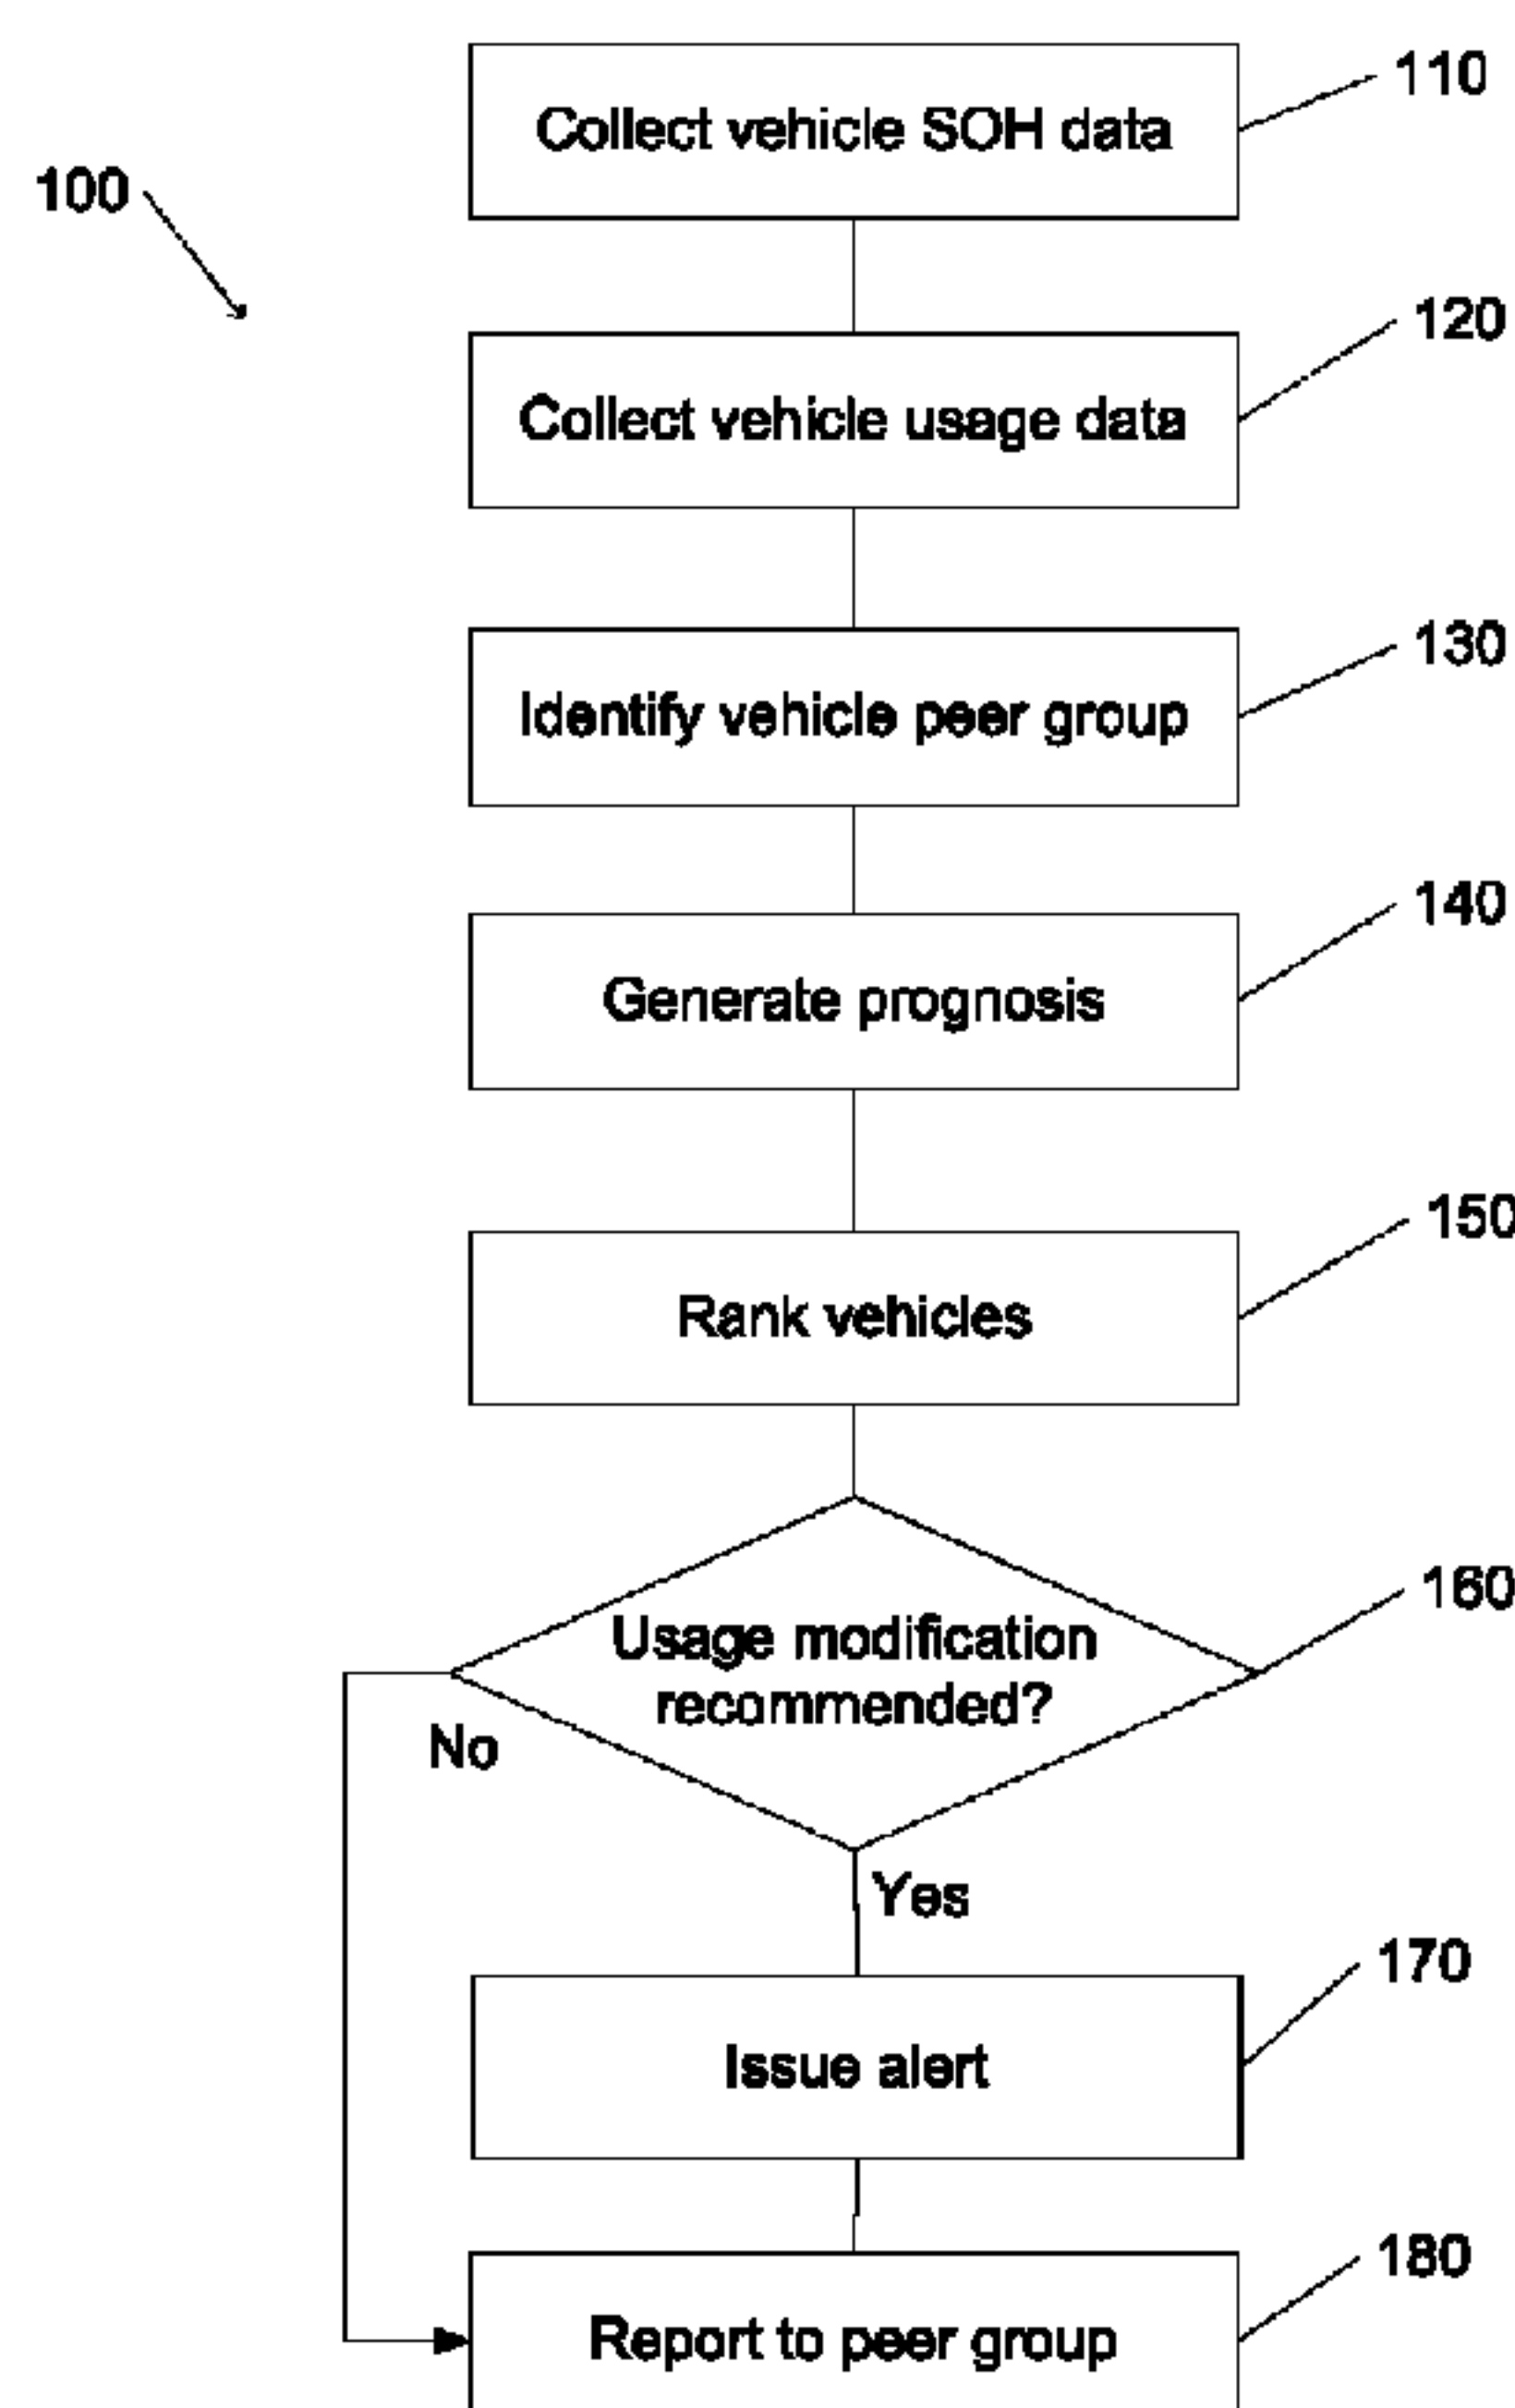 110
Collect vehicle SOH data
100
120
Collect vehicle usage data
130
Identify vehicle peer group
140
Generate prognosis
150
Rank vehicles
160
Usage modification
recommended?
No
Yes
170
Issue alert
180
Report to peer group